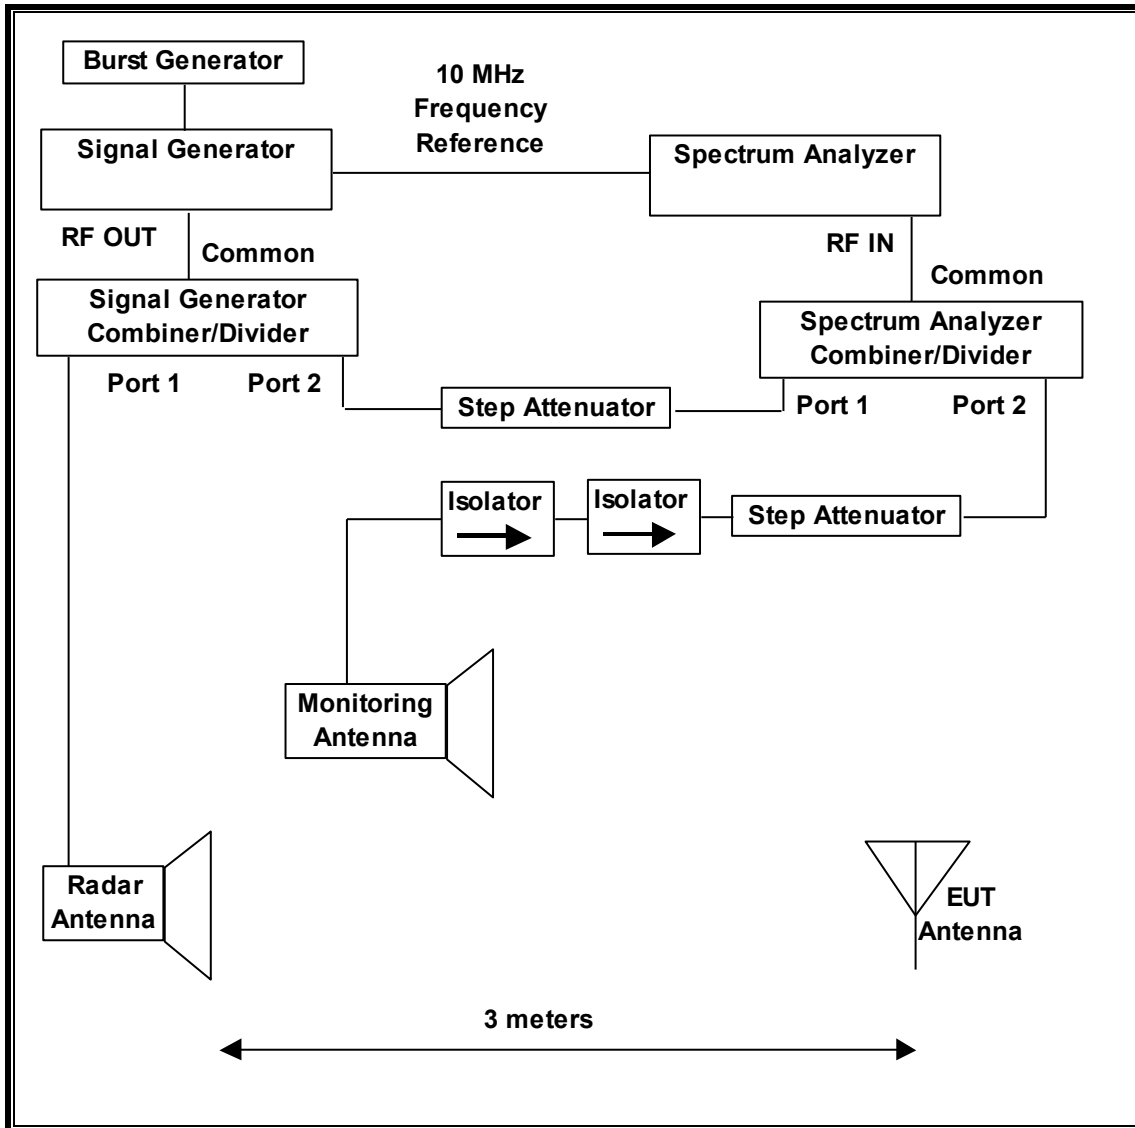 Burst Generator
10 MHz
Frequency
Reference
Signal Generator
Spectrum Analyzer
RF OUT
Common
RF IN
Common
Signal Generator
Combiner/Divider
Spectrum Analyzer
Combiner/Divider
Port 1
Port 2
Step Attenuator
Port 1
Port 2
Isolator
Isolator
Step Attenuator
Monitoring
Antenna
Radar
Antenna
EUT
Antenna
3 meters